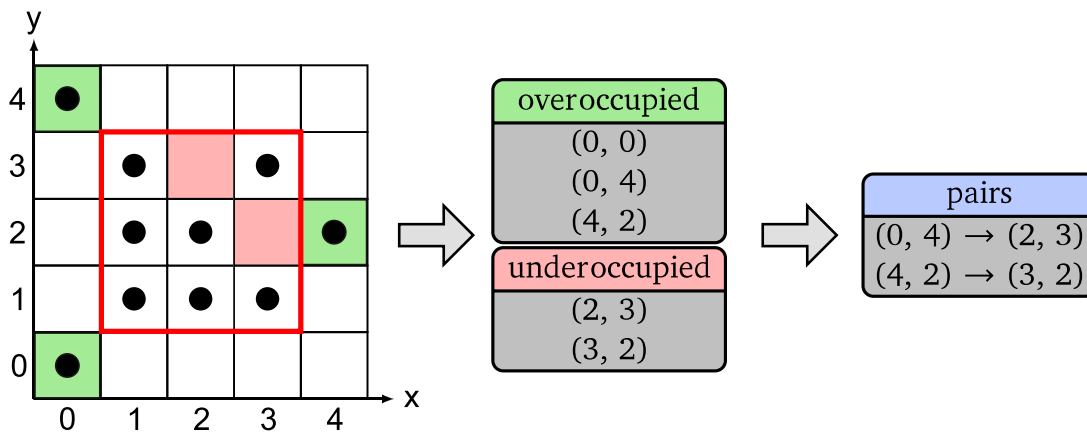 y
4
3
2
1
0
0 1 2 3 4
x
overoccupied
(0, 0)
(0, 4)
(4, 2)
underoccupied
(2, 3)
(3, 2)
pairs
(0, 4) → (2, 3)
(4, 2) → (3, 2)